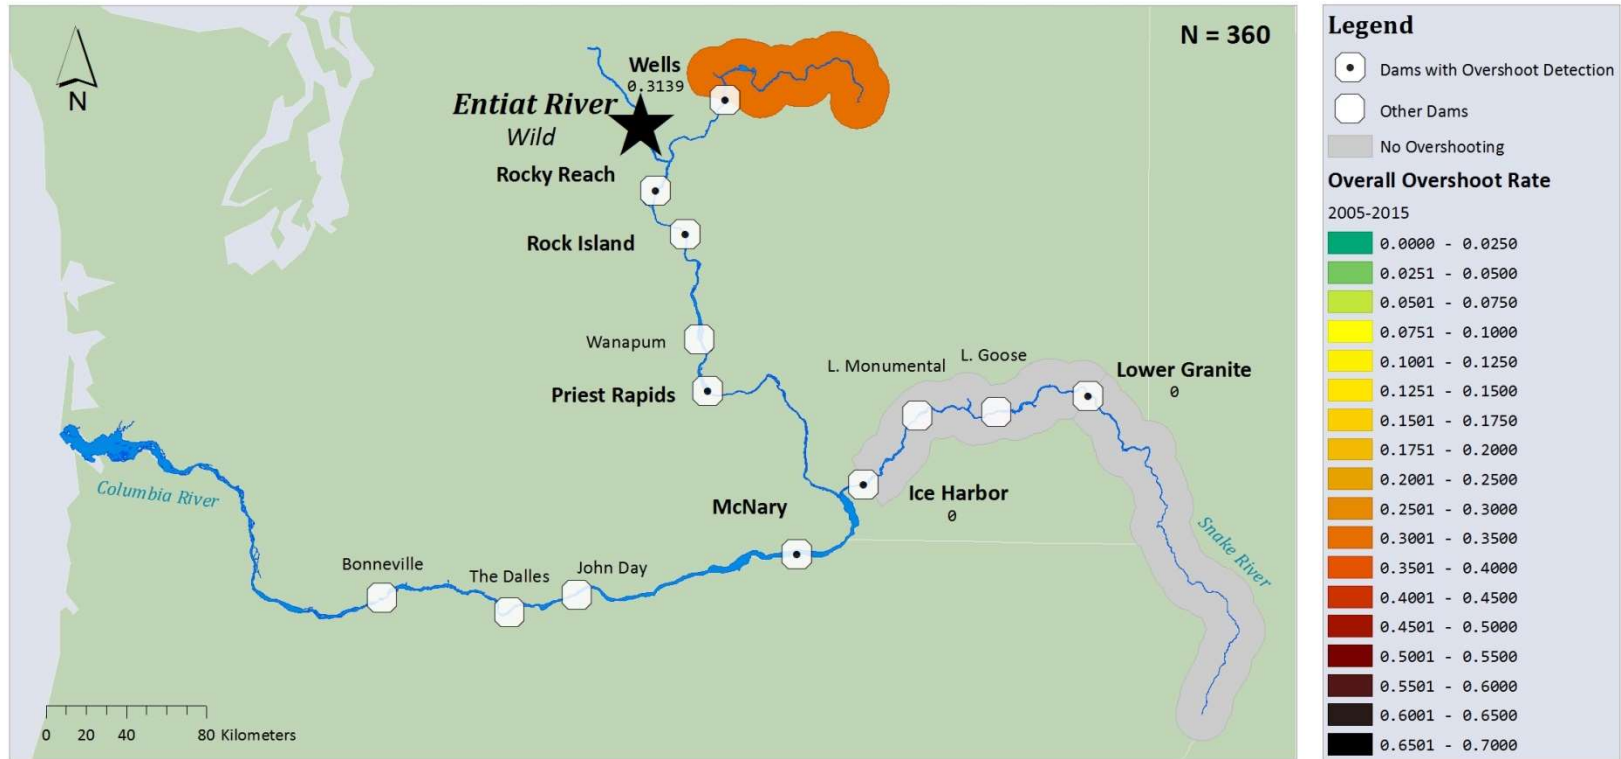 N
N = 360
Wells
0.3139
Entiat River
Wild
Rocky Reach
Rock Island
Wanapum
Priest Rapids
L. Monumental
L. Goose
Lower Granite
0
Ice Harbor
0
McNary
Columbia River
Snake River
Bonneville
The Dalles
John Day
0 20 40 80 Kilometers
Legend
Dams with Overshoot Detection
Other Dams
No Overshooting
Overall Overshoot Rate
2005-2015
0.0000 - 0.0250
0.0251 - 0.0500
0.0501 - 0.0750
0.0751 - 0.1000
0.1001 - 0.1250
0.1251 - 0.1500
0.1501 - 0.1750
0.1751 - 0.2000
0.2001 - 0.2500
0.2501 - 0.3000
0.3001 - 0.3500
0.3501 - 0.4000
0.4001 - 0.4500
0.4501 - 0.5000
0.5001 - 0.5500
0.5501 - 0.6000
0.6001 - 0.6500
0.6501 - 0.7000